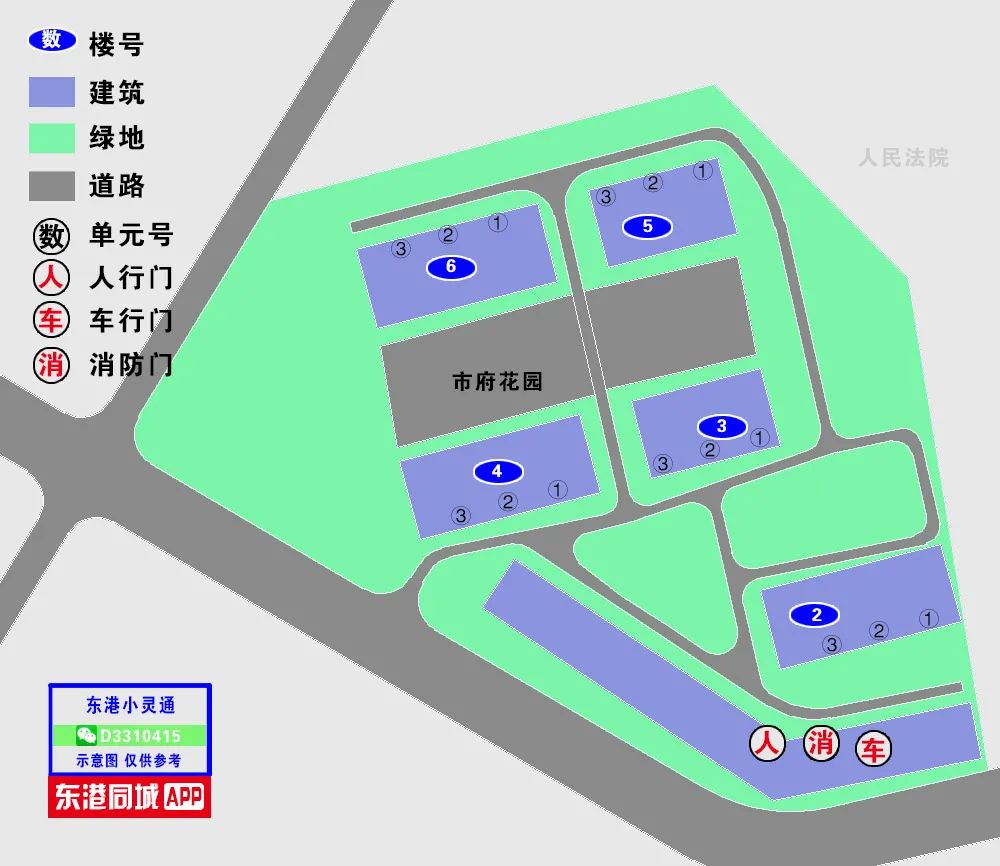 数 楼号
建筑
绿地
道路
数 单元号
人 人行门
车 车行门
消 消防门
人民法院
3 2 1
5
3 2 1
6
市府花园
3
3 2 1
4
3 2 1
2
3 2 1
人 消 车
东港小灵通
D3310415
示意图 仅供参考
东港同城APP